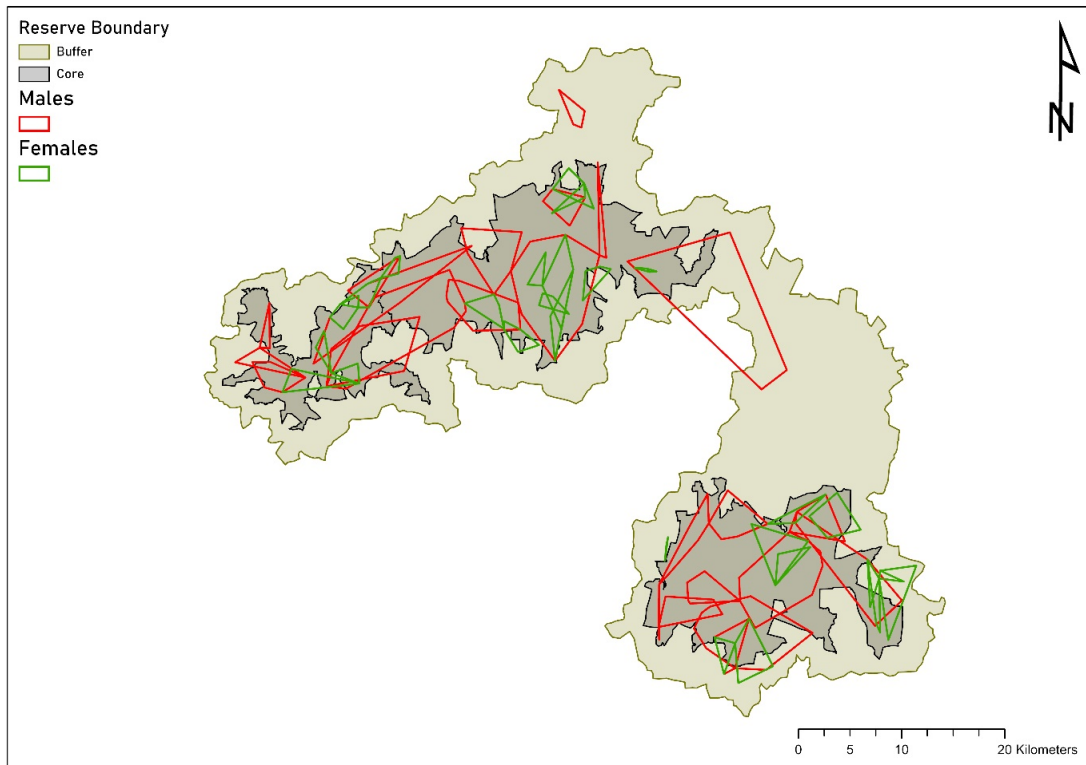 Reserve Boundary
Buffer
Core
Males
Females
N
0 5 10 20 Kilometers